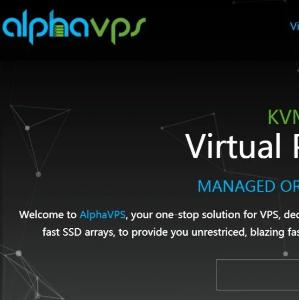 alphavps
Vi
KVM
Virtual P
MANAGED OR
Welcome to AlphaVPS, your one-stop solution for VPS, dec
fast SSD arrays, to provide you unrestriced, blazing fas